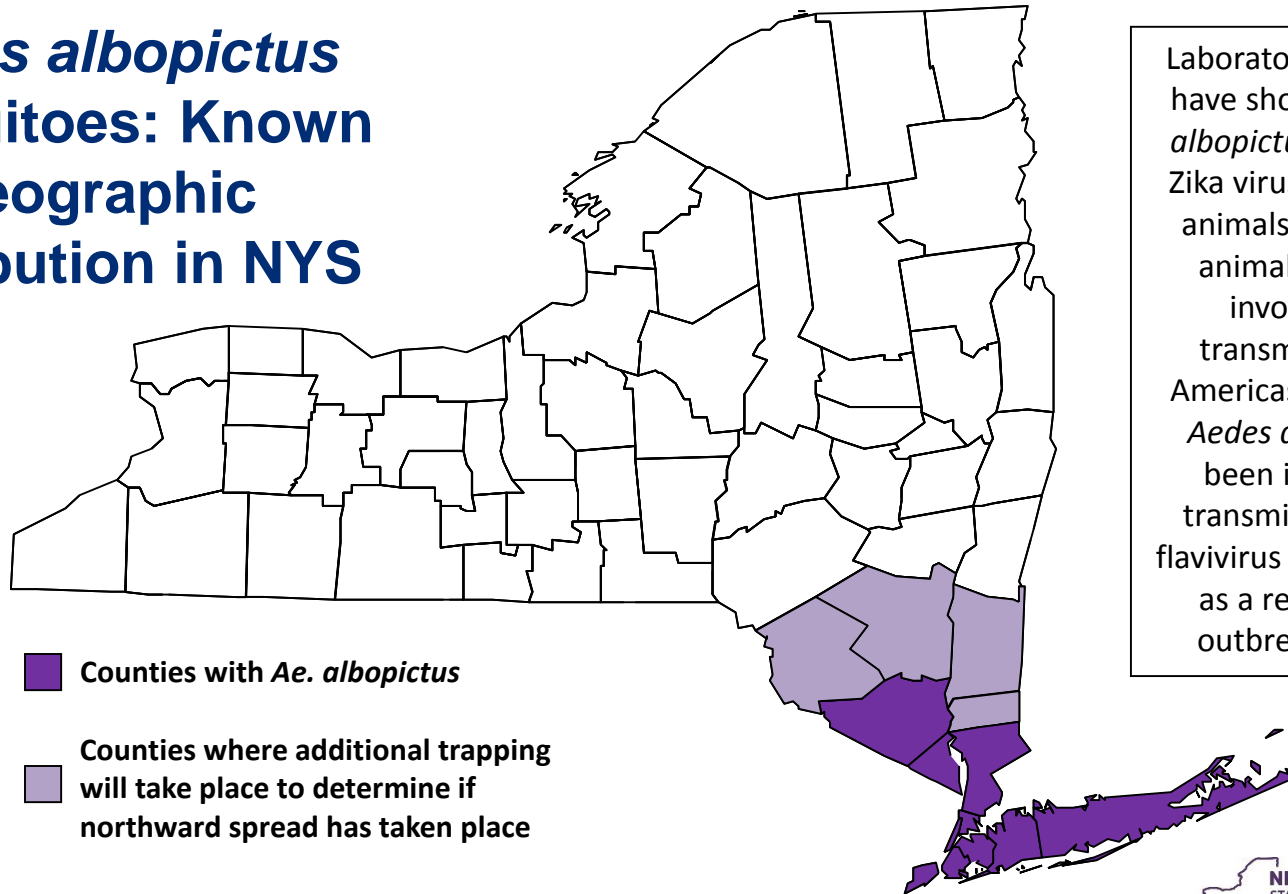 s albopictus
itoes: Known
eographic
bution in NYS
Laborato
have sho
albopictu
Zika viru
animals
animal
invo
transm
Americas
Aedes a
been i
transmi
flavivirus
as a re
outbre
Counties with Ae. albopictus
Counties where additional trapping
will take place to determine if
northward spread has taken place